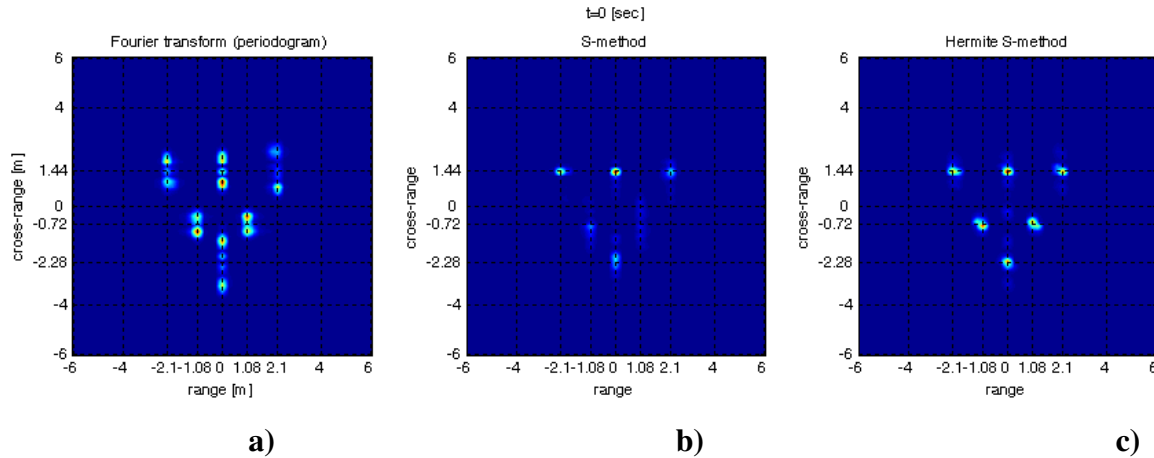 t=0 [sec]
Fourier transform (periodogram)
S-method
Hermite S-method
6
4
1.44
0
-0.72
-2.28
-4
-6
cross-range [m]
-6 -4 -2.1 -1.08 0 1.08 2.1 4 6
range [m]
6
4
1.44
0
-0.72
-2.28
-4
-6
cross-range
-6 -4 -2.1 -1.08 0 1.08 2.1 4 6
range
6
4
1.44
0
-0.72
-2.28
-4
-6
cross-range
-6 -4 -2.1 -1.08 0 1.08 2.1 4 6
range
a)
b)
c)